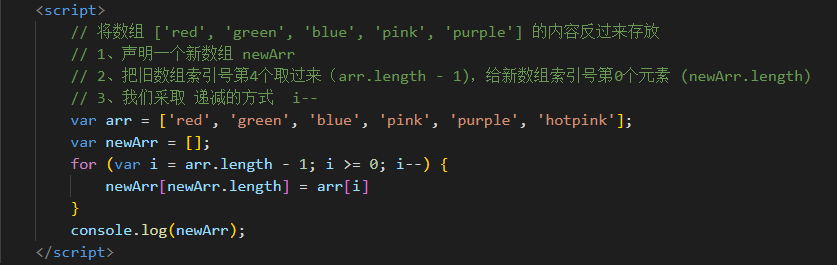 <script>
// 将数组 ['red', 'green', 'blue', 'pink', 'purple'] 的内容反过来存放
// 1、声明一个新数组 newArr
// 2、把旧数组索引号第4个取过来（arr.length - 1)，给新数组索引号第0个元素 (newArr.length)
// 3、我们采取 递减的方式  i--
var arr = ['red', 'green', 'blue', 'pink', 'purple', 'hotpink'];
var newArr = [];
for (var i = arr.length - 1; i >= 0; i--) {
newArr[newArr.length] = arr[i]
}
console.log(newArr);
</script>